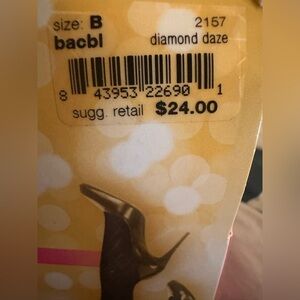 size: B 2157
bacbl diamond daze
8 43953 22690 1
sugg. retail $24.00